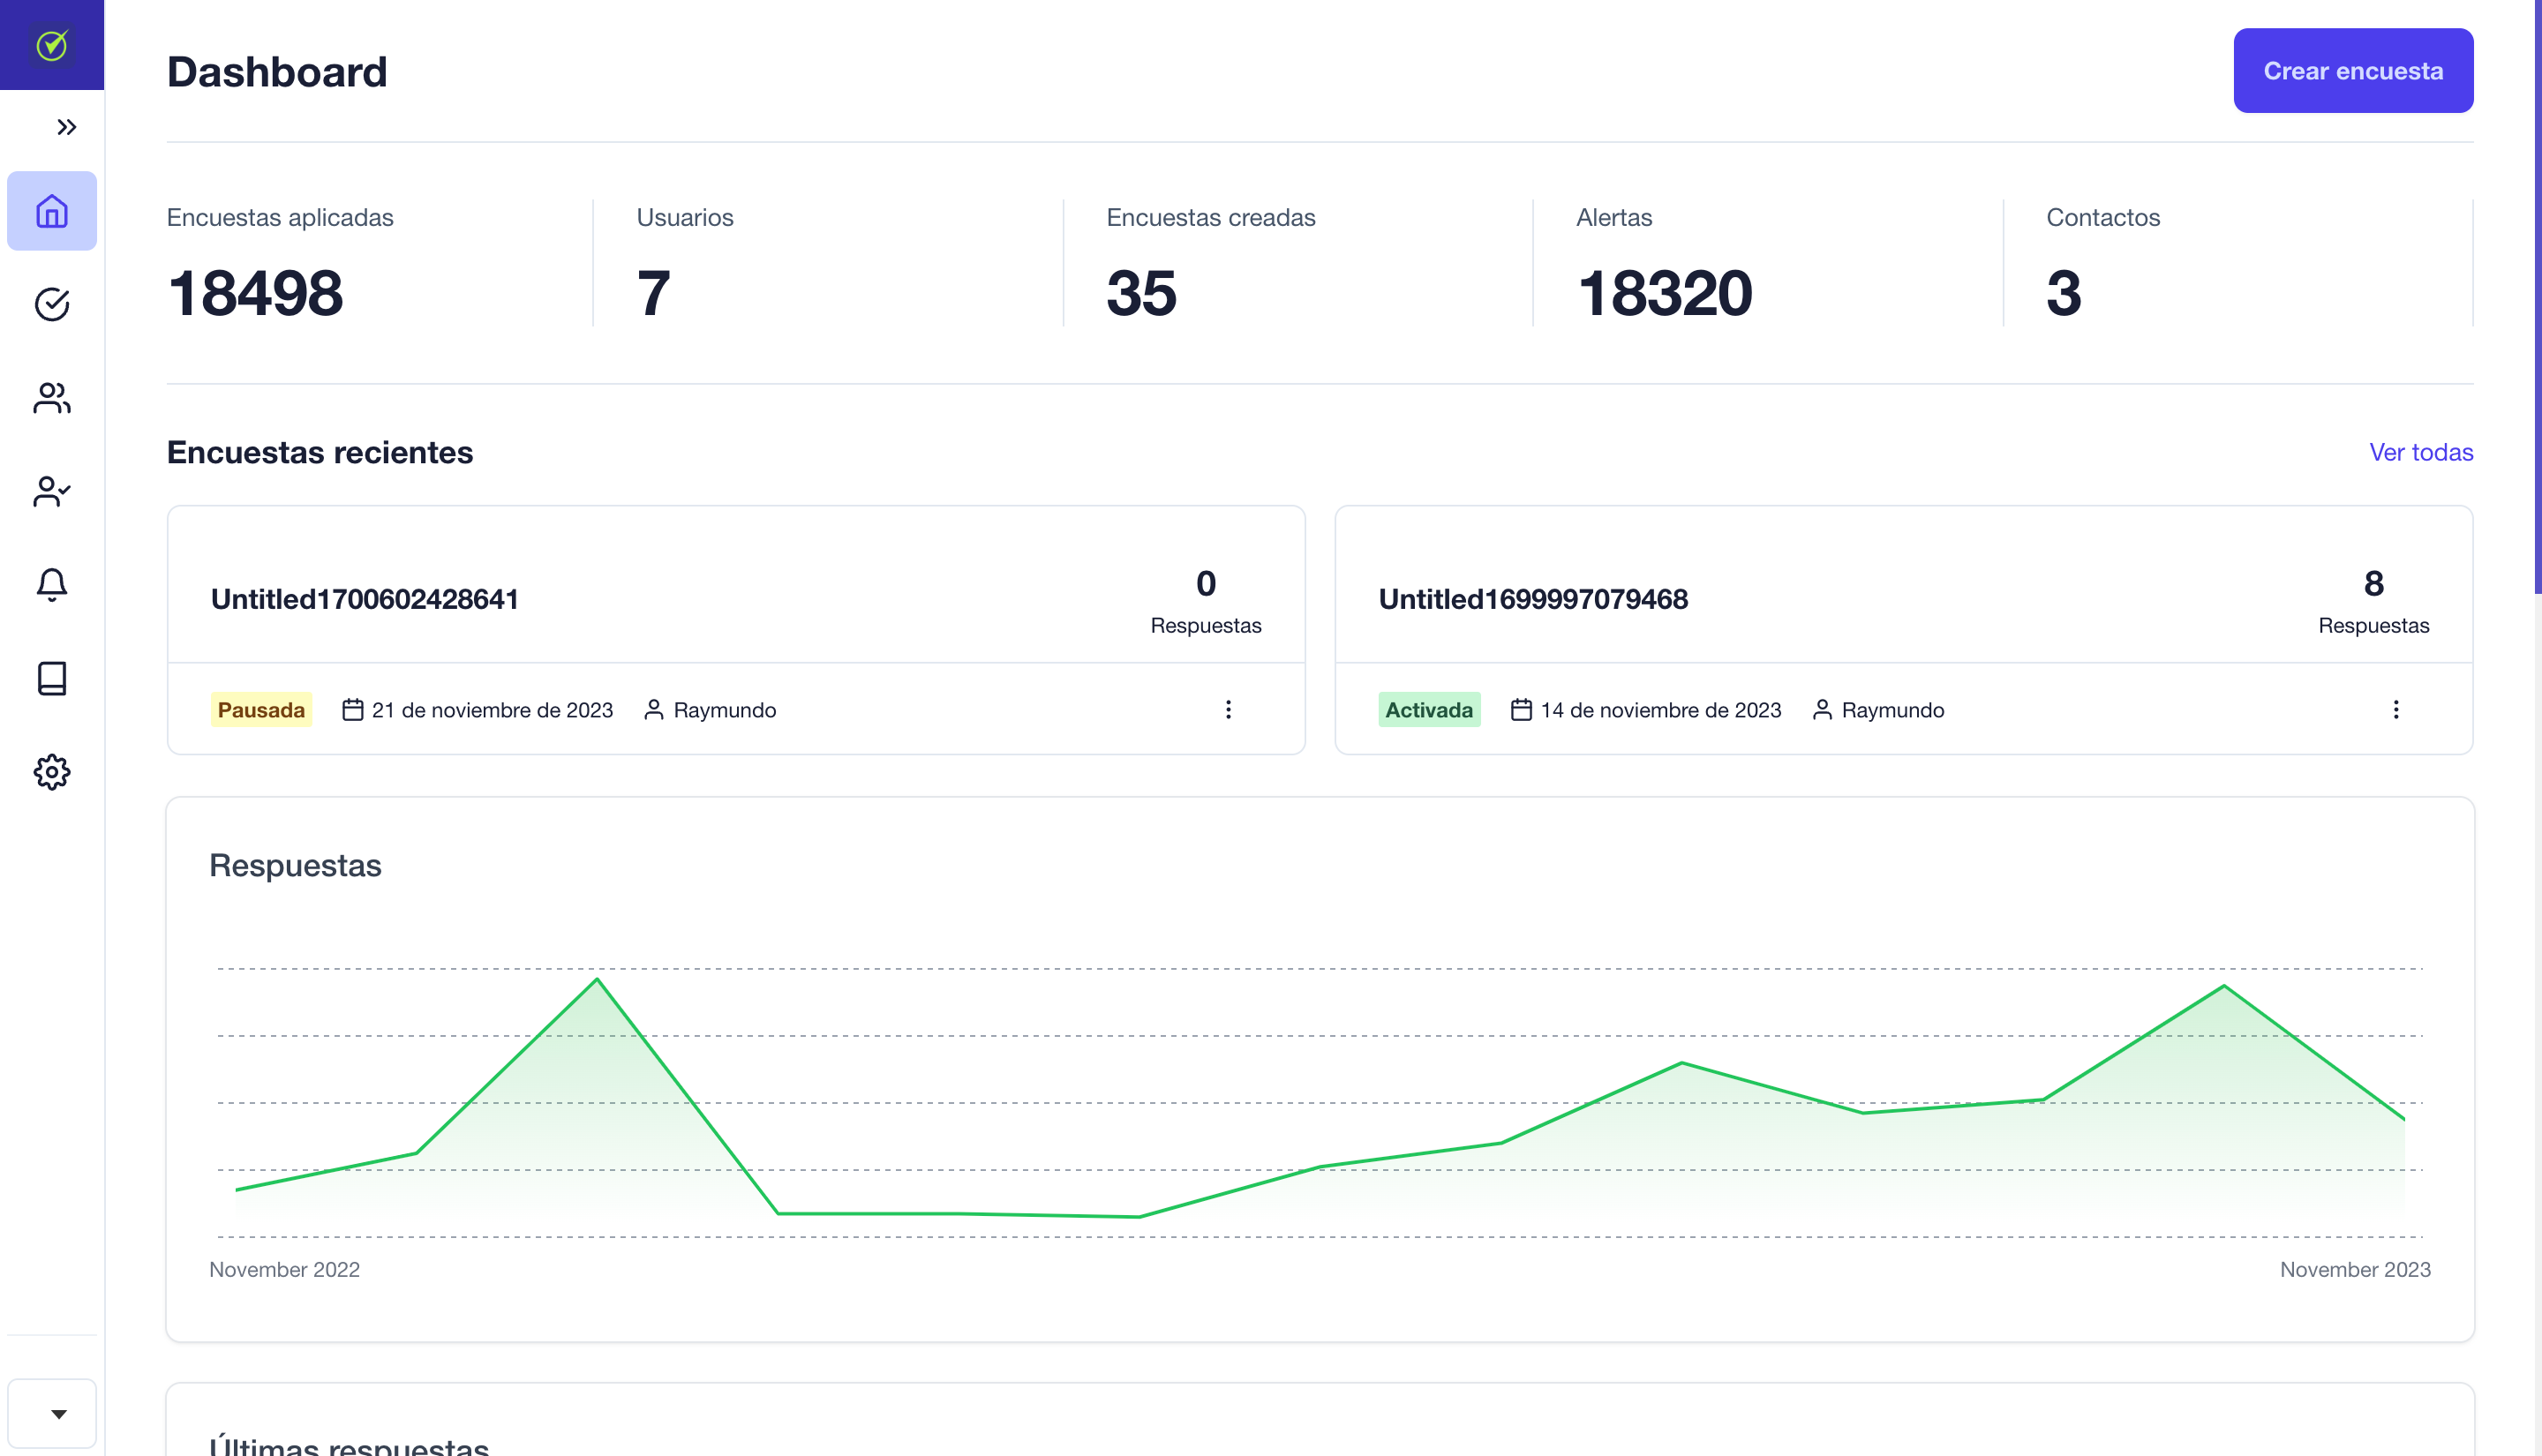 Dashboard
Crear encuesta
Encuestas aplicadas
18498
Usuarios
7
Encuestas creadas
35
Alertas
18320
Contactos
3
Encuestas recientes
Ver todas
Untitled1700602428641
0
Respuestas
Pausada 21 de noviembre de 2023 Raymundo
Untitled1699997079468
8
Respuestas
Activada 14 de noviembre de 2023 Raymundo
Respuestas
November 2022
November 2023
Últimas respuestas